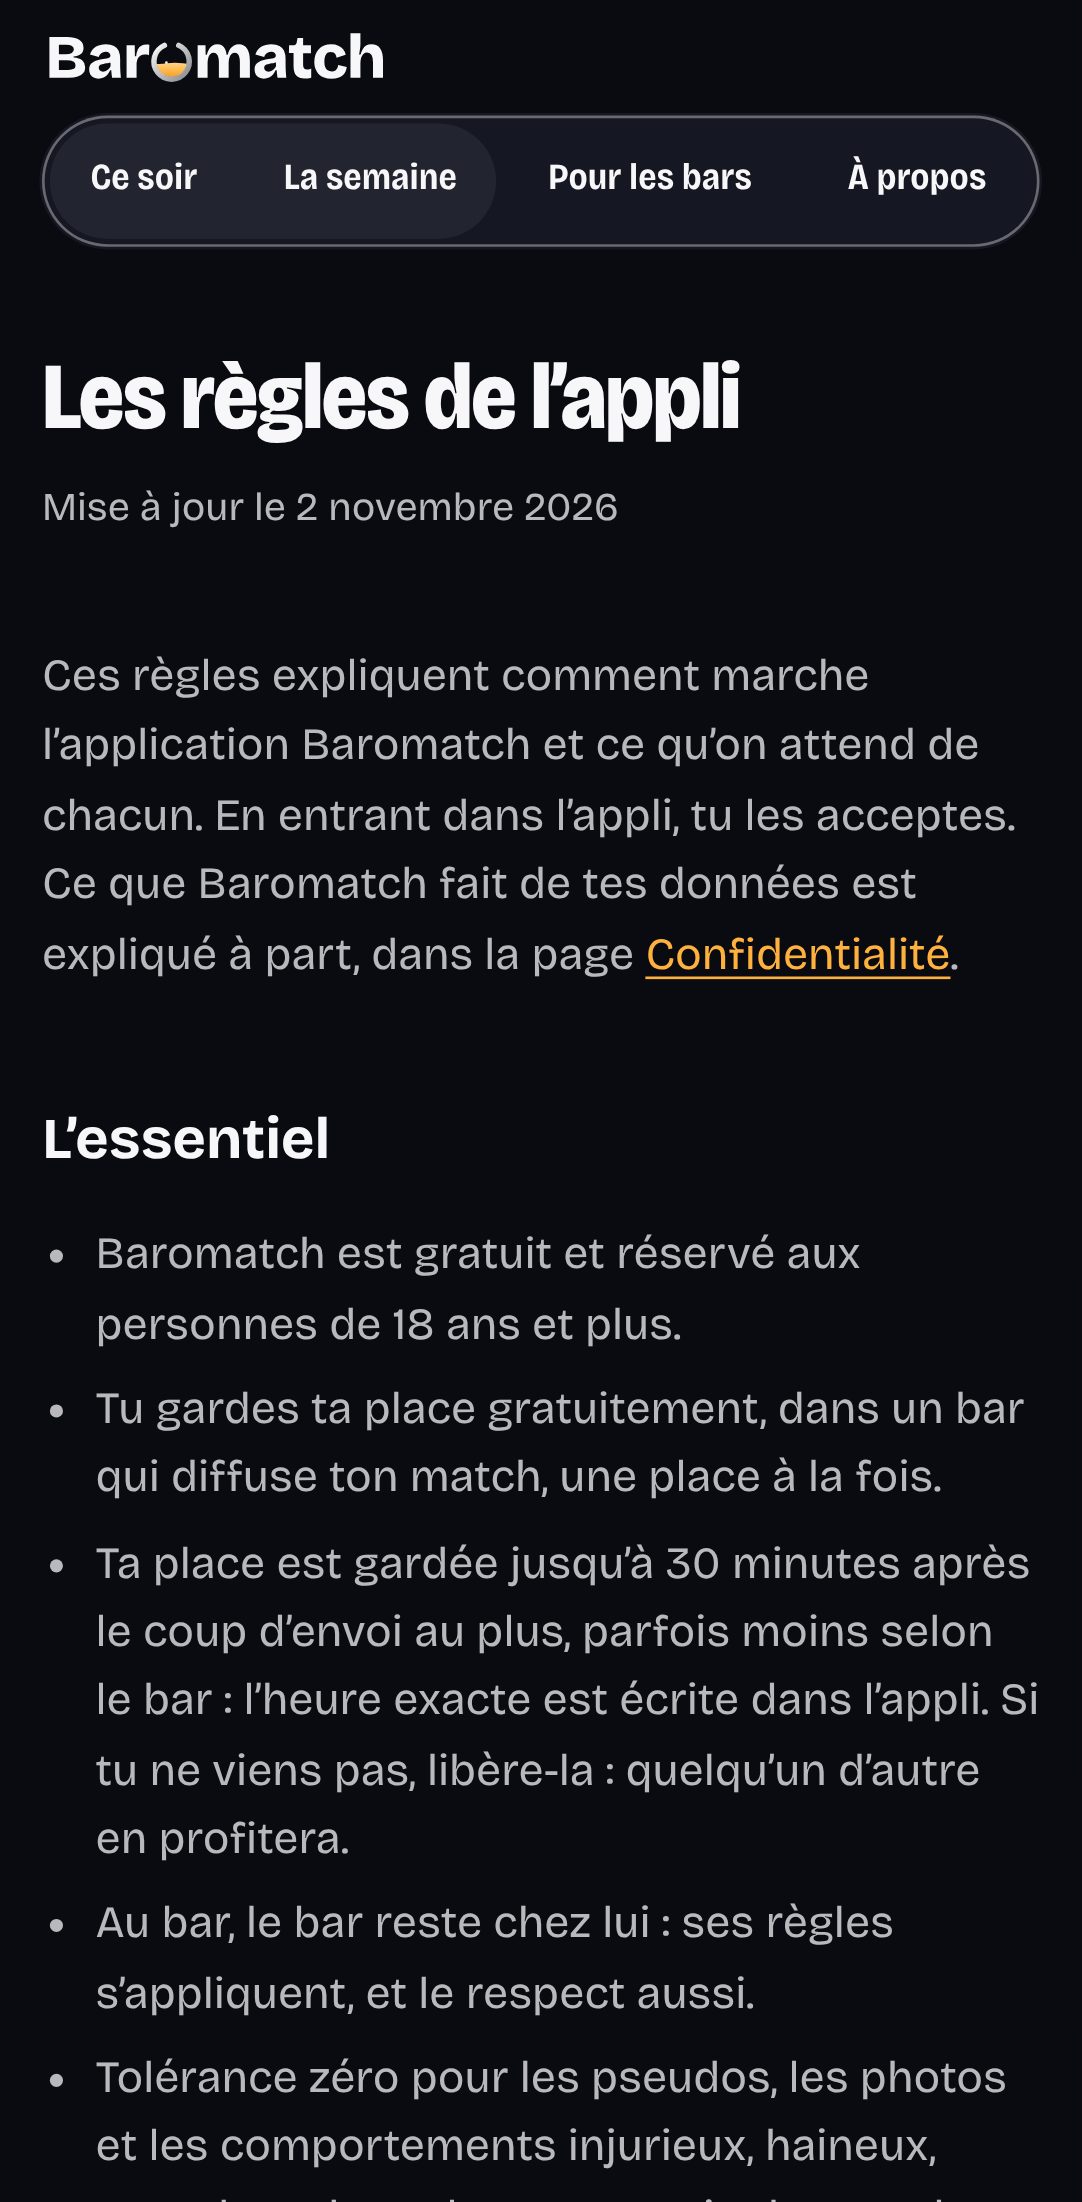 Baromatch
Ce soir La semaine Pour les bars À propos
Les règles de l’appli
Mise à jour le 2 novembre 2026
Ces règles expliquent comment marche
l’application Baromatch et ce qu’on attend de
chacun. En entrant dans l’appli, tu les acceptes.
Ce que Baromatch fait de tes données est
expliqué à part, dans la page Confidentialité.
L’essentiel
• Baromatch est gratuit et réservé aux
personnes de 18 ans et plus.
• Tu gardes ta place gratuitement, dans un bar
qui diffuse ton match, une place à la fois.
• Ta place est gardée jusqu’à 30 minutes après
le coup d’envoi au plus, parfois moins selon
le bar : l’heure exacte est écrite dans l’appli. Si
tu ne viens pas, libère-la : quelqu’un d’autre
en profitera.
• Au bar, le bar reste chez lui : ses règles
s’appliquent, et le respect aussi.
• Tolérance zéro pour les pseudos, les photos
et les comportements injurieux, haineux,